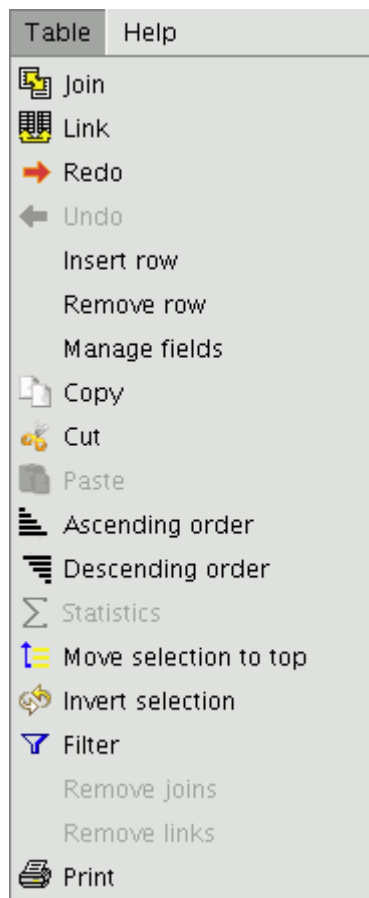 Table Help
Join
Link
Redo
Undo
Insert row
Remove row
Manage fields
Copy
Cut
Paste
Ascending order
Descending order
Statistics
Move selection to top
Invert selection
Filter
Remove joins
Remove links
Print